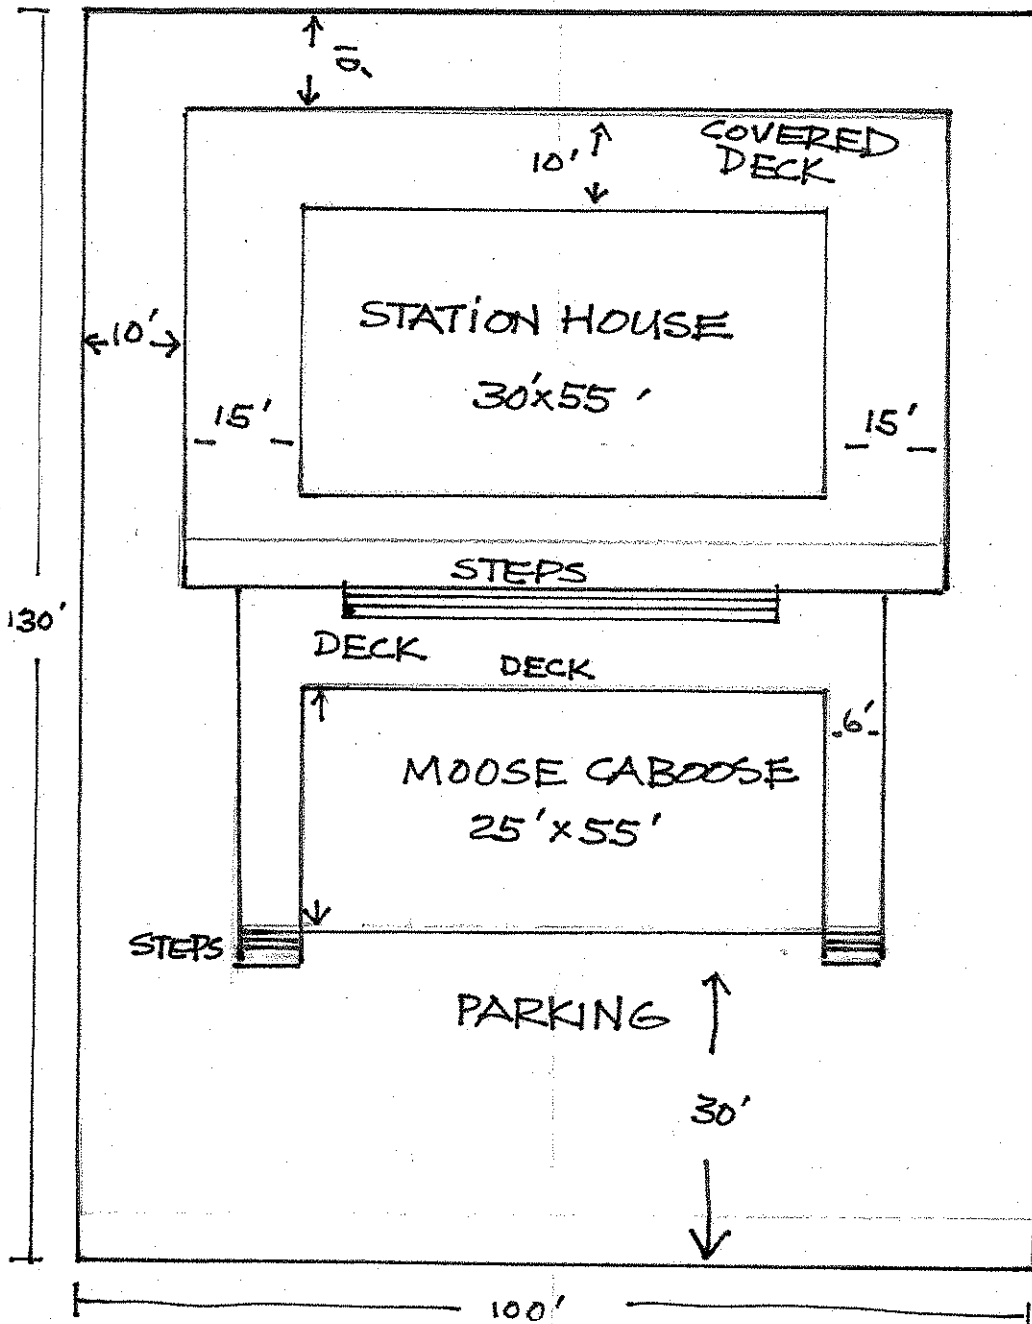 10'
COVERED
DECK
10'
STATION HOUSE
30'x55'
10'
15'
15'
STEPS
130'
DECK
DECK
6'
MOOSE CABOOSE
25'x55'
STEPS
PARKING
30'
100'